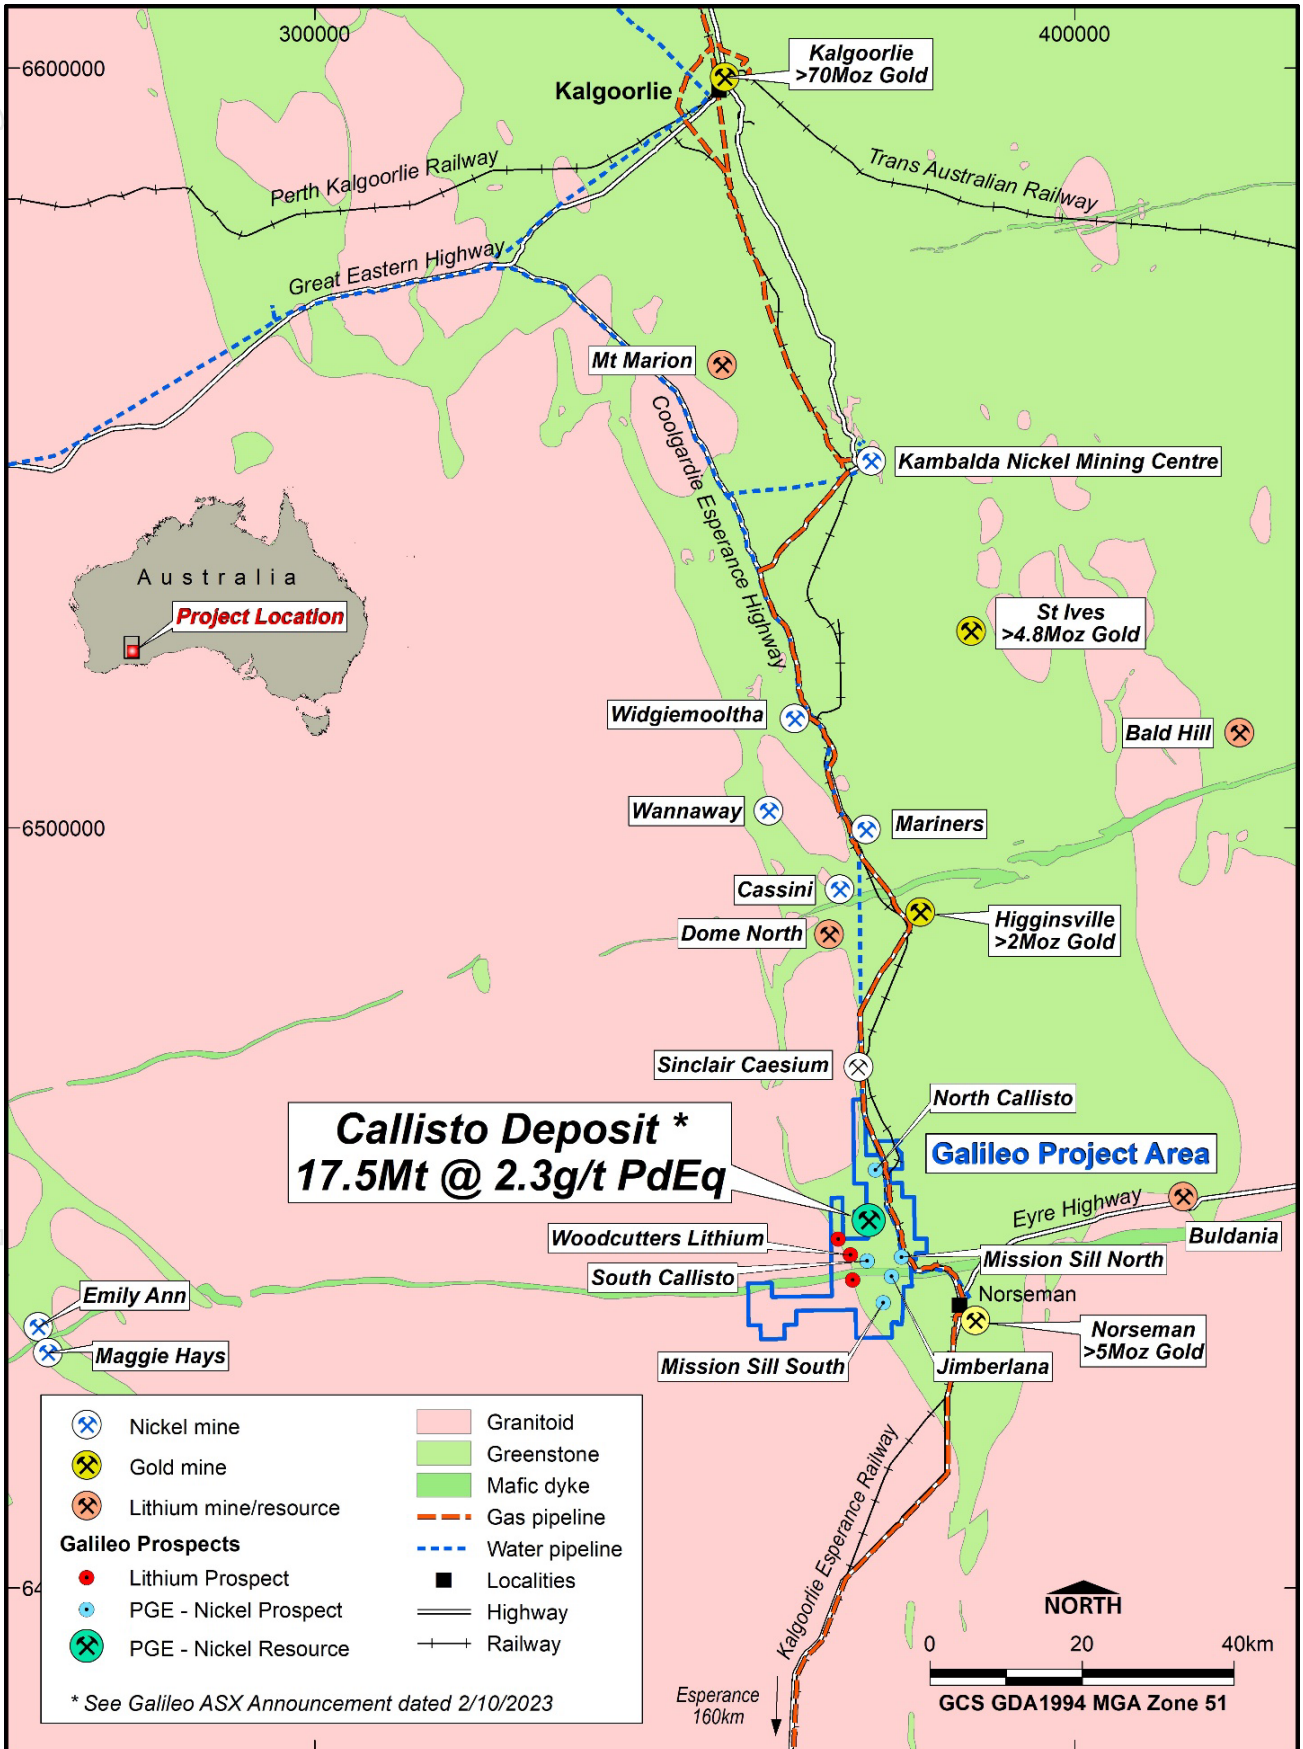 300000
400000
6600000
Kalgoorlie
>70Moz Gold
Kalgoorlie
Perth Kalgoorlie Railway
Trans Australian Railway
Great Eastern Highway
Mt Marion
Coolgardie Esperance Highway
Kambalda Nickel Mining Centre
Australia
Project Location
St Ives
>4.8Moz Gold
Widgiemooltha
Bald Hill
Wannaway
Mariners
6500000
Cassini
Dome North
Higginsville
>2Moz Gold
Sinclair Caesium
North Callisto
Callisto Deposit *
17.5Mt @ 2.3g/t PdEq
Galileo Project Area
Eyre Highway
Buldania
Woodcutters Lithium
Mission Sill North
South Callisto
Norseman
Emily Ann
Maggie Hays
Norseman
>5Moz Gold
Mission Sill South
Jimberlana
Nickel mine
Gold mine
Lithium mine/resource
Galileo Prospects
Lithium Prospect
PGE - Nickel Prospect
PGE - Nickel Resource
Granitoid
Greenstone
Mafic dyke
Gas pipeline
Water pipeline
Localities
Highway
Railway
* See Galileo ASX Announcement dated 2/10/2023
Kalgoorlie Esperance Railway
Esperance
160km
NORTH
0 20 40km
GCS GDA1994 MGA Zone 51